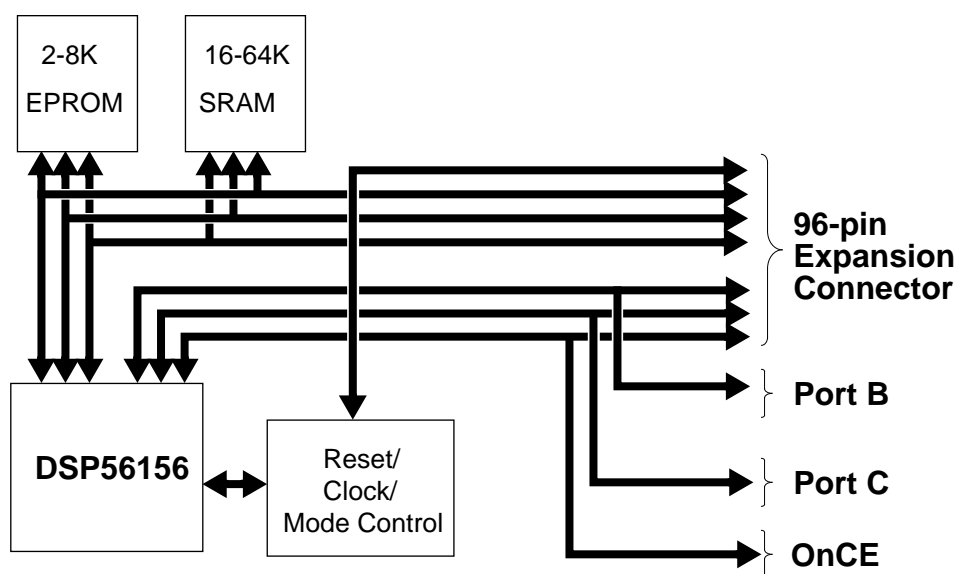 2-8K
EPROM
16-64K
SRAM
96-pin
Expansion
Connector
Port B
DSP56156
Reset/
Clock/
Mode Control
Port C
OnCE